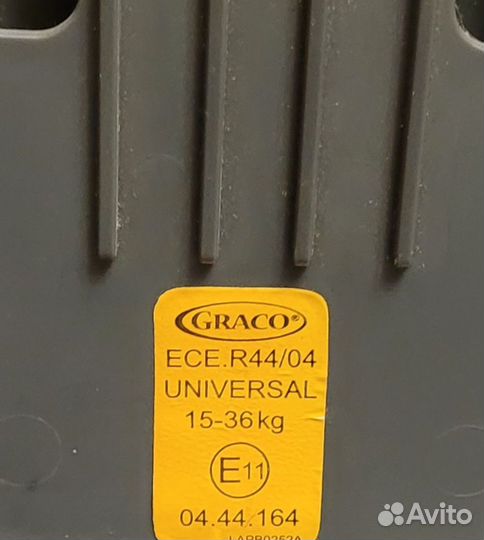 GRACO®
ECE.R44/04
UNIVERSAL
15-36kg
E11
04.44.164
Avito